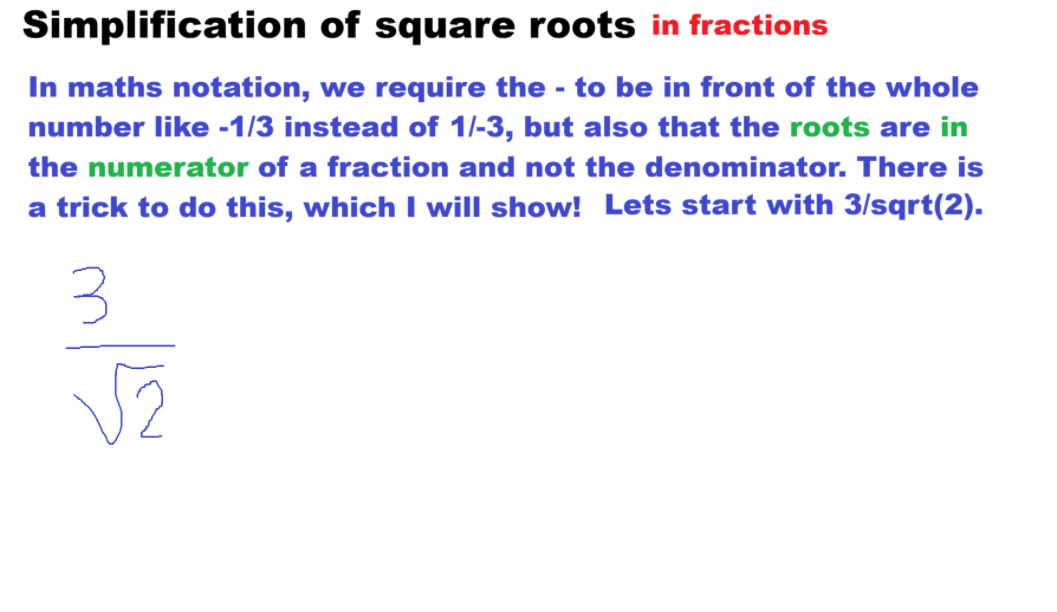 Simplification of square roots in fractions
In maths notation, we require the - to be in front of the whole
number like -1/3 instead of 1/-3, but also that the roots are in
the numerator of a fraction and not the denominator. There is
a trick to do this, which I will show! Lets start with 3/sqrt(2).
3
√2